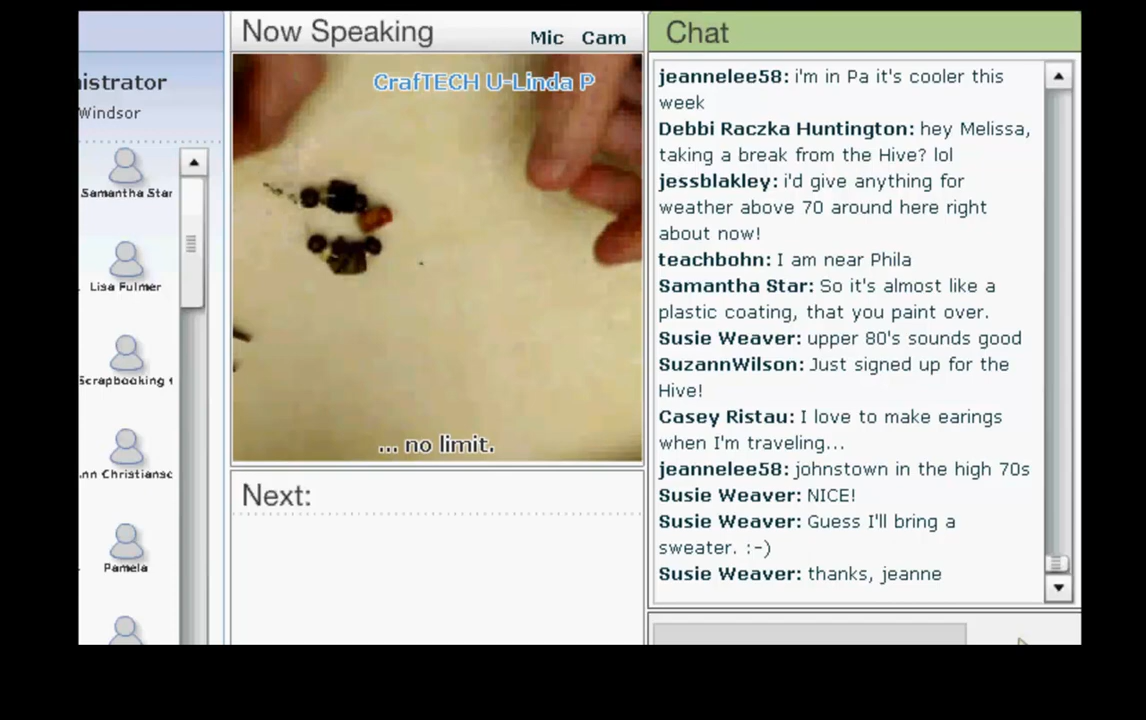 istrator
Windsor
Samantha Star
Lisa Fulmer
Scrapbooking
nn Christiansc
Pamela
Now Speaking
Mic Cam
CrafTECH U-Linda P
... no limit.
Next:
Chat
jeannelee58: i'm in Pa it's cooler this
week
Debbi Raczka Huntington: hey Melissa,
taking a break from the Hive? lol
jessblakley: i'd give anything for
weather above 70 around here right
about now!
teachbohn: I am near Phila
Samantha Star: So it's almost like a
plastic coating, that you paint over.
Susie Weaver: upper 80's sounds good
SuzannWilson: Just signed up for the
Hive!
Casey Ristau: I love to make earings
when I'm traveling...
jeannelee58: johnstown in the high 70s
Susie Weaver: NICE!
Susie Weaver: Guess I'll bring a
sweater. :-)
Susie Weaver: thanks, jeanne